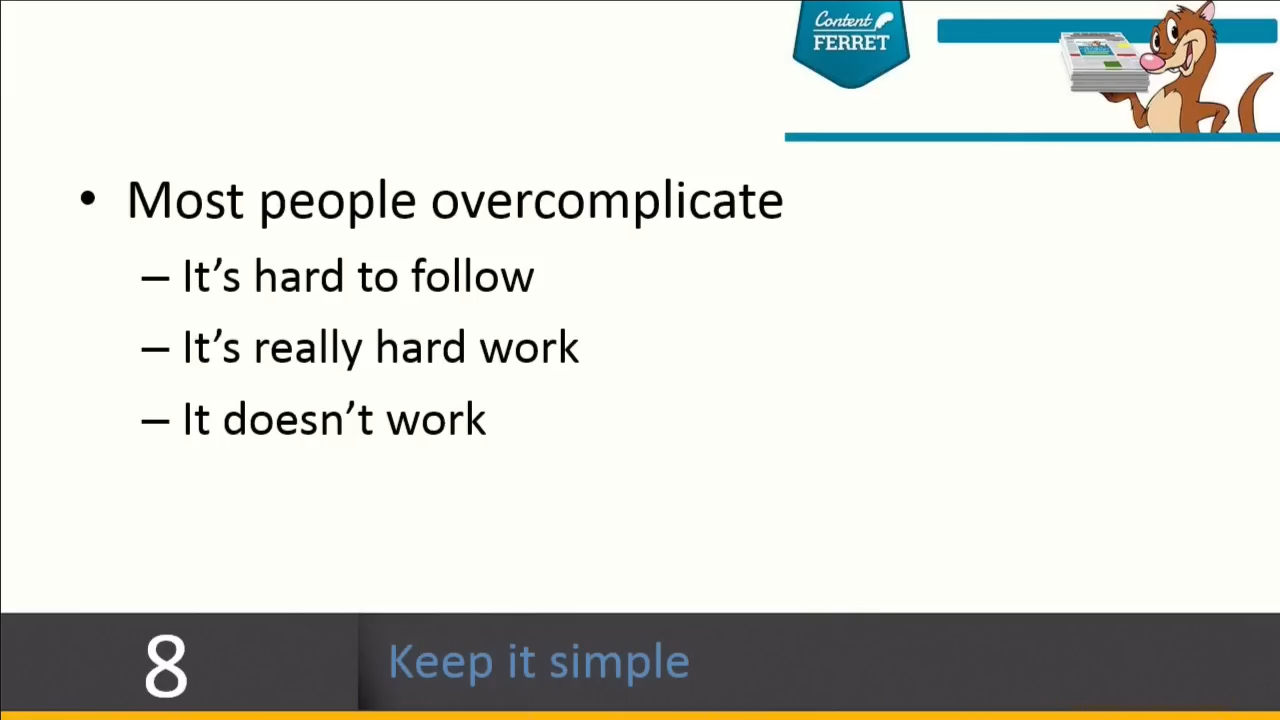 Content
FERRET
• Most people overcomplicate
– It’s hard to follow
– It’s really hard work
– It doesn’t work
8
Keep it simple